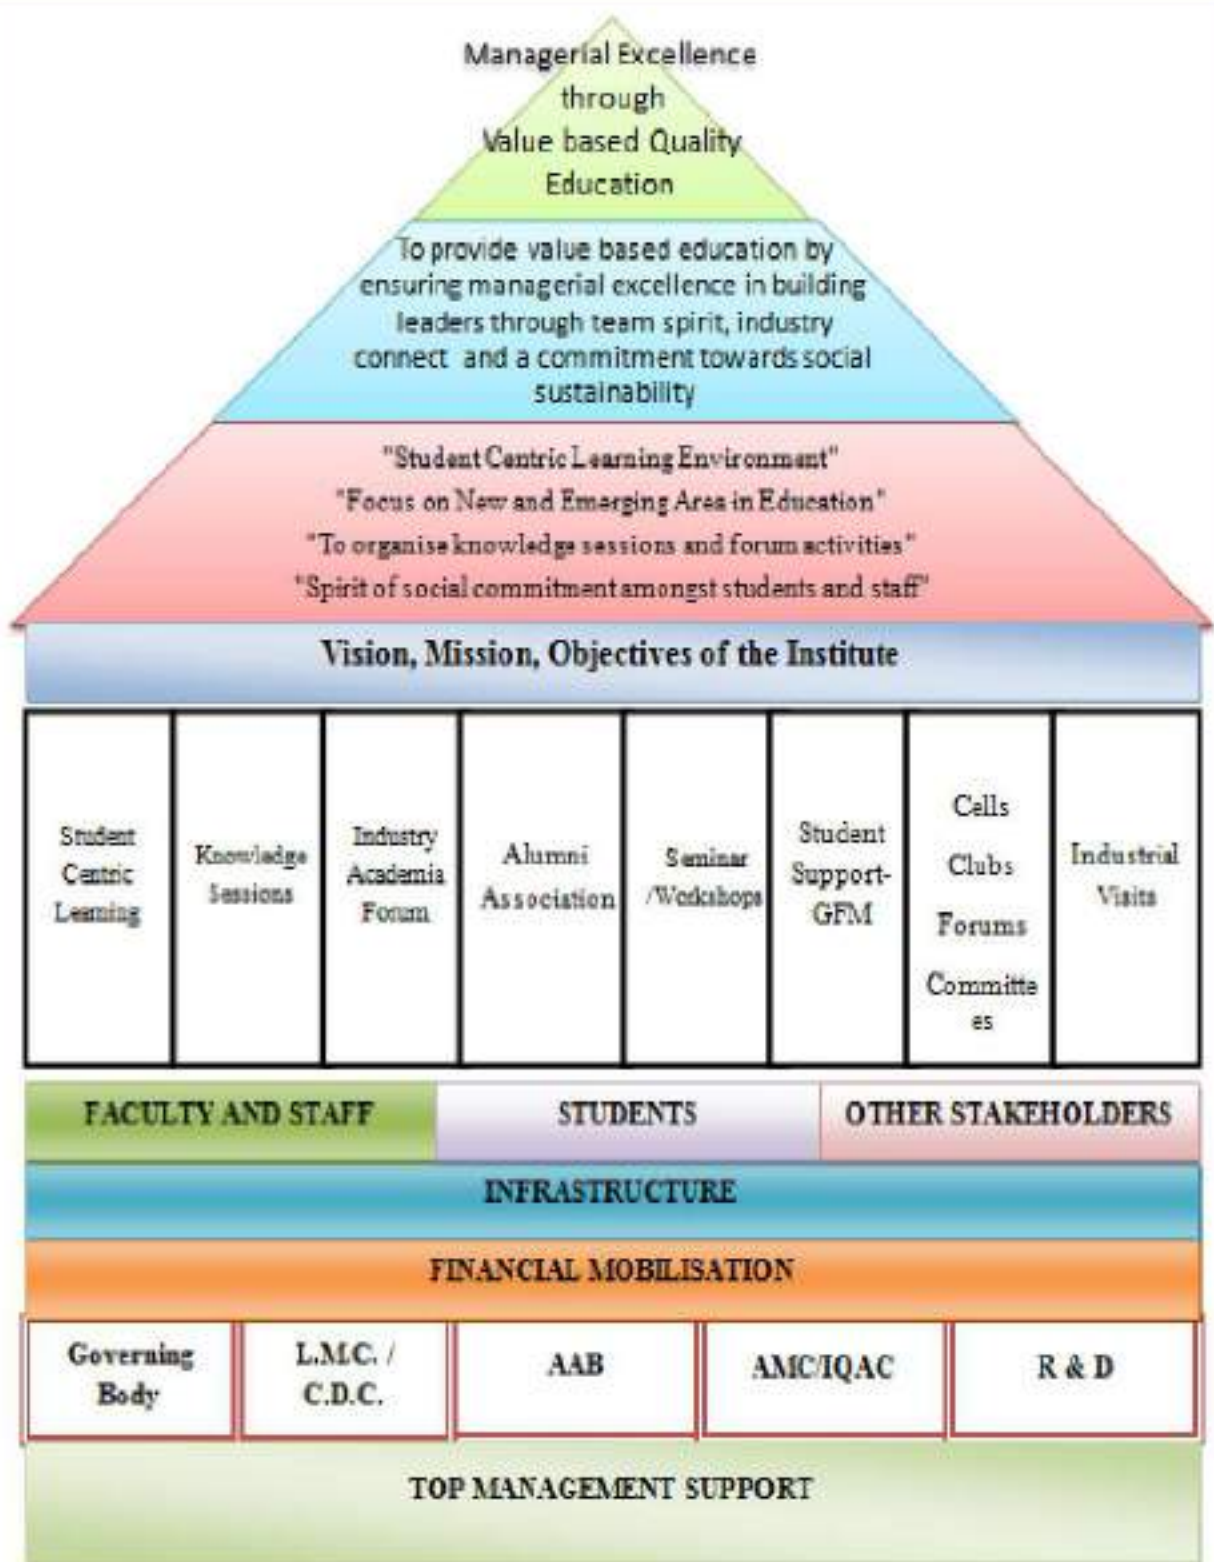 Managerial Excellence
through
Value based Quality
Education
To provide value based education by
ensuring managerial excellence in building
leaders through team spirit, industry
connect and a commitment towards social
sustainability
"Student Centric Learning Environment"
"Focus on New and Emerging Area in Education"
"To organise knowledge sessions and forum activities"
"Spirit of social commitment amongst students and staff"
Vision, Mission, Objectives of the Institute
Student
Centric
Learning
Knowledge
Sessions
Industry
Academia
Forum
Alumni
Association
Seminar
/Workshops
Student
Support-
GFM
Cells
Clubs
Forums
Committe
es
Industrial
Visits
FACULTY AND STAFF
STUDENTS
OTHER STAKEHOLDERS
INFRASTRUCTURE
FINANCIAL MOBILISATION
Governing
Body
L.M.C. /
C.D.C.
AAB
AMC/IQAC
R & D
TOP MANAGEMENT SUPPORT